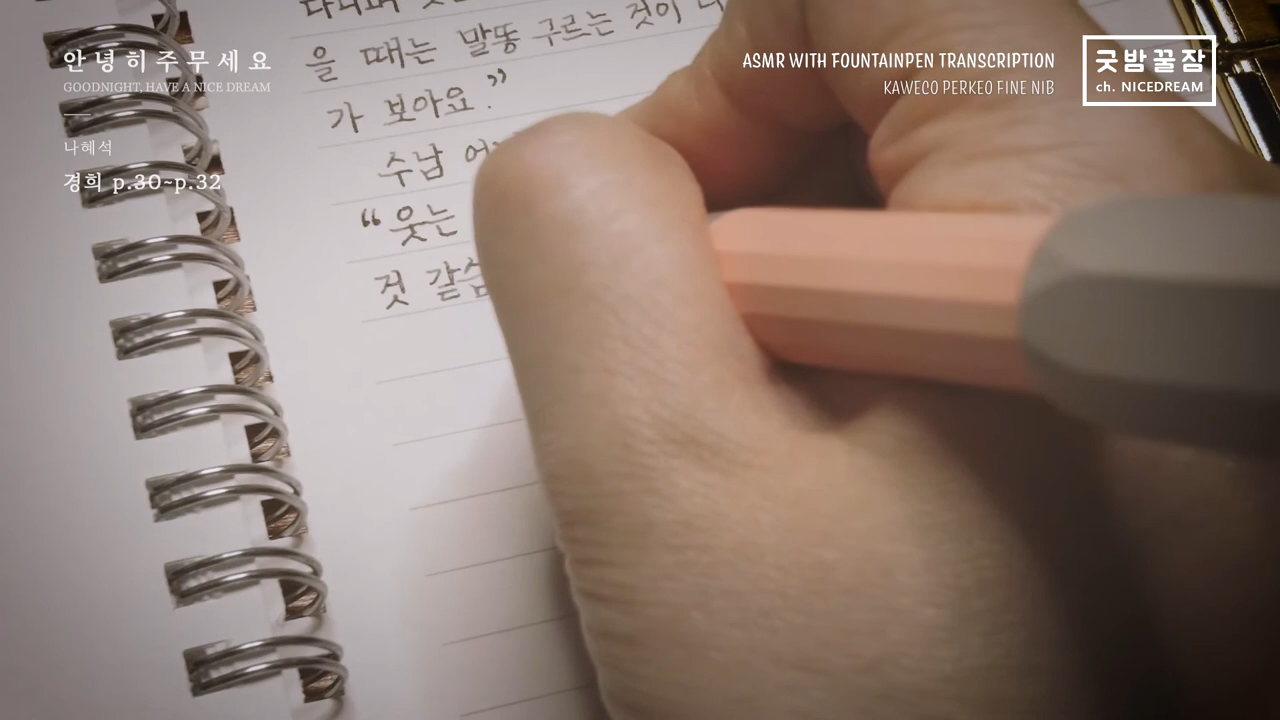 안녕히주무세요
GOODNIGHT, HAVE A NICE DREAM
나혜석
경희 p.30~p.32
ASMR WITH FOUNTAINPEN TRANSCRIPTION
KAWECO PERKEO FINE NIB
굿밤꿀잠
ch. NICEDREAM
을 때는 말똥 구르는 것이
가 보아요."
수남
"웃는
것